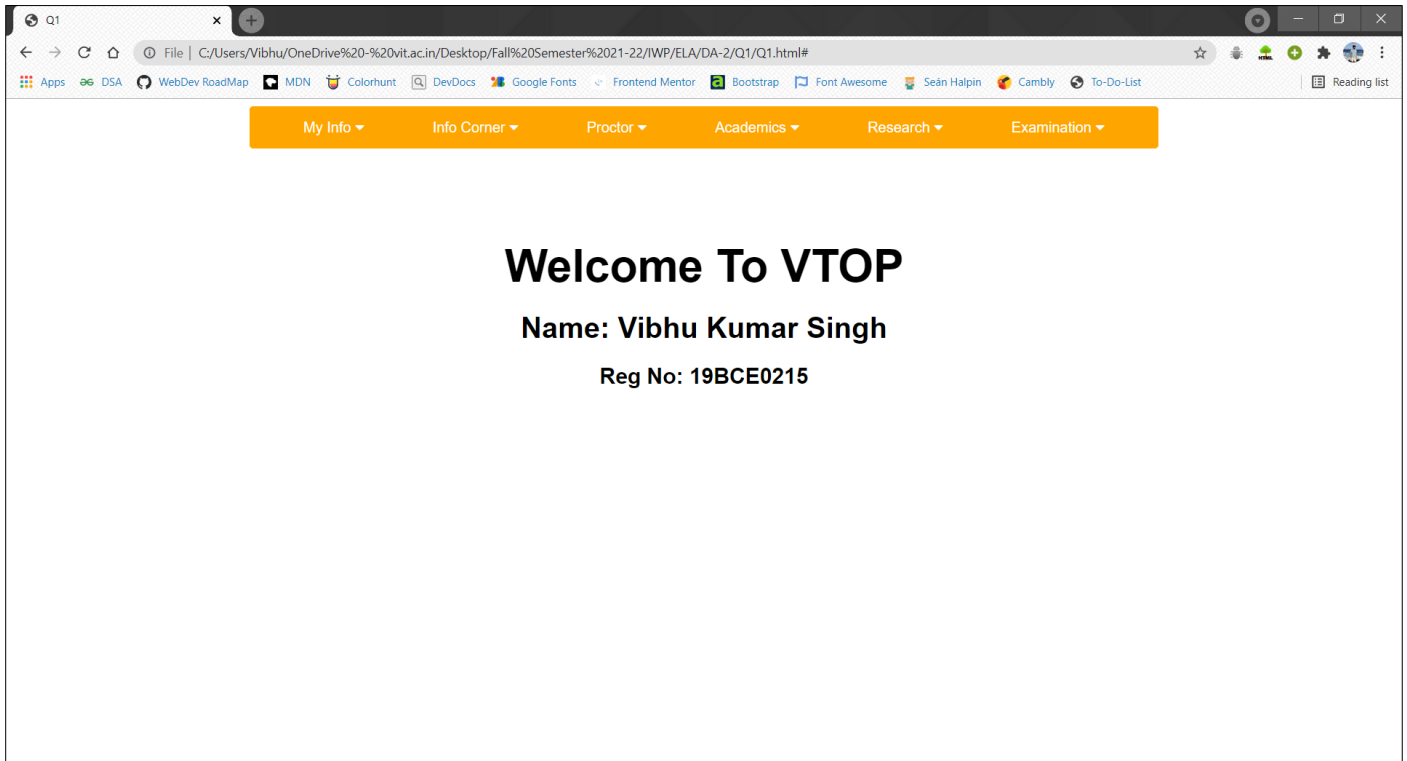 Q1
File | C:/Users/Vibhu/OneDrive%20-%20vit.ac.in/Desktop/Fall%20Semester%2021-22/IWP/ELA/DA-2/Q1/Q1.html#
Apps DSA WebDev RoadMap MDN Colorhunt DevDocs Google Fonts Frontend Mentor Bootstrap Font Awesome Seán Halpin Cambly To-Do-List Reading list
My Info Info Corner Proctor Academics Research Examination
Welcome To VTOP
Name: Vibhu Kumar Singh
Reg No: 19BCE0215